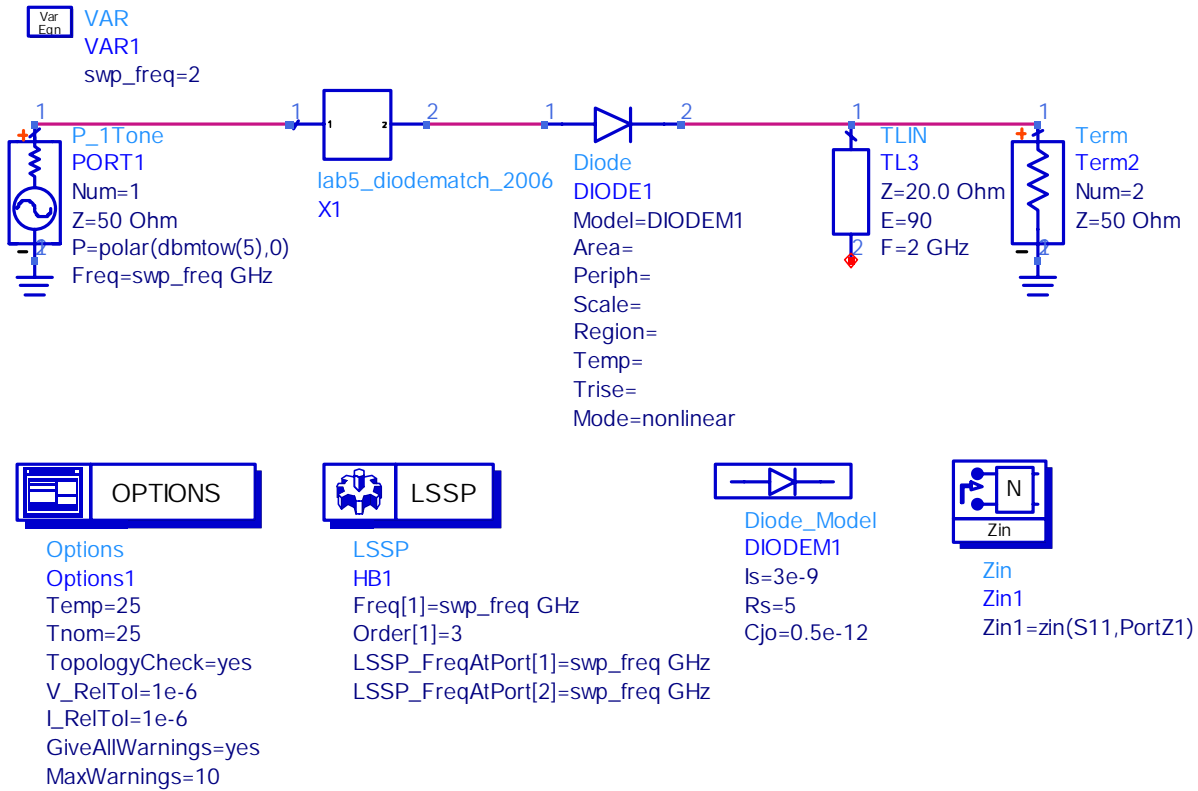 Var
Eqn
VAR
VAR1
swp_freq=2
1
P_1Tone
PORT1
Num=1
Z=50 Ohm
P=polar(dbmtow(5),0)
Freq=swp_freq GHz
2
1
1
2
2
lab5_diodematch_2006
X1
1
2
Diode
DIODE1
Model=DIODEM1
Area=
Periph=
Scale=
Region=
Temp=
Trise=
Mode=nonlinear
1
TLIN
TL3
Z=20.0 Ohm
E=90
F=2 GHz
2
1
Term
Term2
Num=2
Z=50 Ohm
2
OPTIONS
Options
Options1
Temp=25
Tnom=25
TopologyCheck=yes
V_RelTol=1e-6
I_RelTol=1e-6
GiveAllWarnings=yes
MaxWarnings=10
LSSP
LSSP
HB1
Freq[1]=swp_freq GHz
Order[1]=3
LSSP_FreqAtPort[1]=swp_freq GHz
LSSP_FreqAtPort[2]=swp_freq GHz
Diode_Model
DIODEM1
Is=3e-9
Rs=5
Cjo=0.5e-12
N
Zin
Zin
Zin1
Zin1=zin(S11,PortZ1)